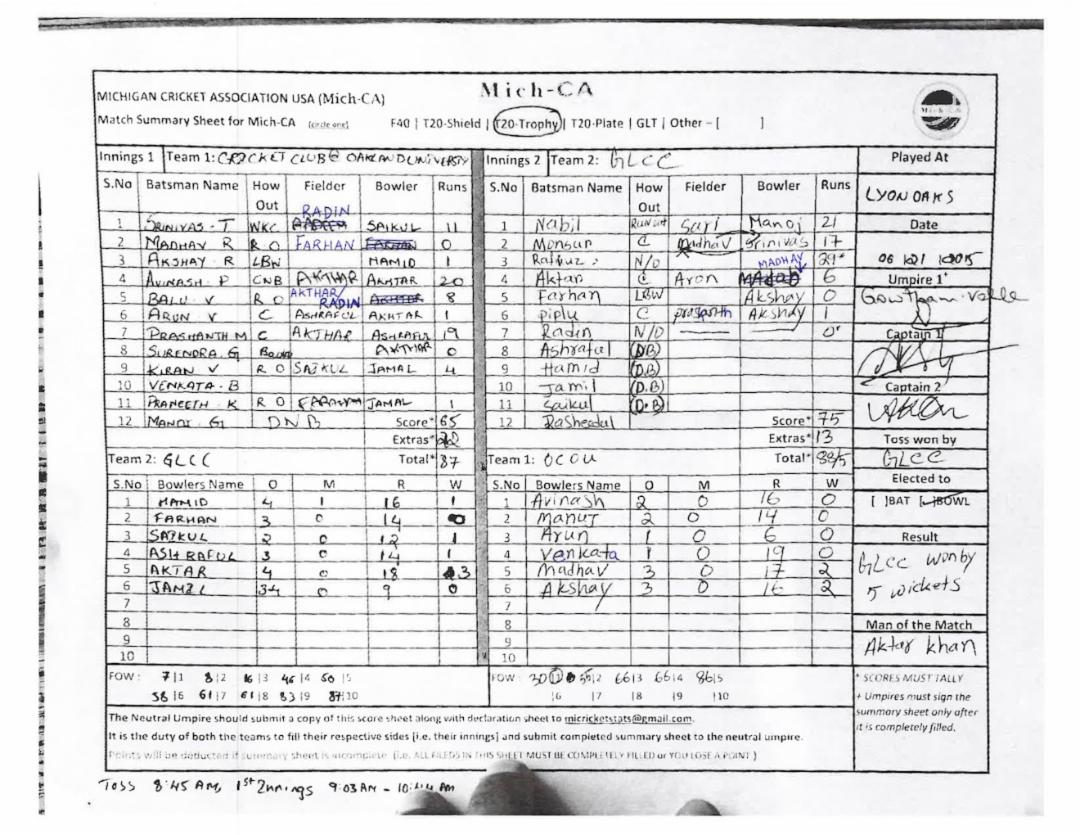 Mich-CA
MICHIGAN CRICKET ASSOCIATION USA (Mich-CA)
Match Summary Sheet for Mich-CA (circle one) F40 | T20-Shield | T20-Trophy | T20-Plate | GLT | Other – [ ]
Innings 1 Team 1: CRICKET CLUB @ OAKLAND UNIVERSTY
S.No Batsman Name How Out Fielder Bowler Runs
1 SRINIVAS - T WKC RADIN SAIKUL 11
2 MADHAV R R O FARHAN 0
3 AKSHAY - R LBW HAMID 1
4 AVINASH - P CNB AKTHAR AKHTAR 20
5 BALU - V R O AKTHAR/ RADIN 8
6 ARUN - V C ASHRAFUL AKHTAR 1
7 PRASHANTH M C AKTHAR ASHRAFUL 19
8 SURENDRA. G AKTHAR 0
9 KIRAN V R O SAIKUL JAMAL 4
10 VENKATA - B
11 PRANEETH - K R O JAMAL 1
12 MANOJ - G DNB Score* 65
Extras*
Team 2: GLCC Total* 87
S.No Bowlers Name O M R W
1 HAMID 4 1 16 1
2 FARHAN 3 0 14 0
3 SAIKUL 2 0 12 1
4 ASHRAFUL 3 0 14 1
5 AKTAR 4 0 18 3
6 0 9 0
7
8
9
10
FOW: 7|1 8|2 16|3 46|4 50|5
58|6 61|7 61|8 83|9 87|10
Innings 2 Team 2: GLCC
S.No Batsman Name How Out Fielder Bowler Runs
1 Nabil Runout Sari Manoj 21
2 Monsur C Madhav Srinivas 17
3 N/O
4 Aktar C Aron MADHAV 6
5 Farhan LBW Akshay 0
6 piplu C prasanth Akshay 1
7 Radin N/O 0*
8 Ashraful (DB)
9 Hamid (D.B)
10 Jamil (D.B)
11 Saikul (D.B)
12 Rasheedul Score* 75
Extras* 13
Team 1: OCOU Total* 88/5
S.No Bowlers Name O M R W
1 Avinash 2 0 16 0
2 Manuj 2 0 14 0
3 Arun 1 0 6 0
4 Vankata 1 0 19 0
5 Madhav 3 0 17 2
6 Akshay 3 0 2
7
8
9
10
FOW: 30|1 66|3 66|4 86|5
|6 |7 |8 |9 |10
Played At
LYON OAKS
Date
06 21 2015
Umpire 1+
Captain 1
Captain 2
Toss won by
GLCC
Elected to
[ ]BAT [ ]BOWL
Result
GLCC won by
5 wickets
Man of the Match
Aktar khan
* SCORES MUST TALLY
+ Umpires must sign the
summary sheet only after
it is completely filled.
The Neutral Umpire should submit a copy of this score sheet along with declaration sheet to micricketstats@gmail.com.
It is the duty of both the teams to fill their respective sides [i.e. their innings] and submit completed summary sheet to the neutral umpire.
Points will be deducted if summary sheet is incomplete (i.e. ALL FILEDS IN THIS SHEET MUST BE COMPLETELY FILLED or YOU LOSE A POINT)
TOSS 8:45 AM, 1st Innings 9:03 AM - 10:44 AM